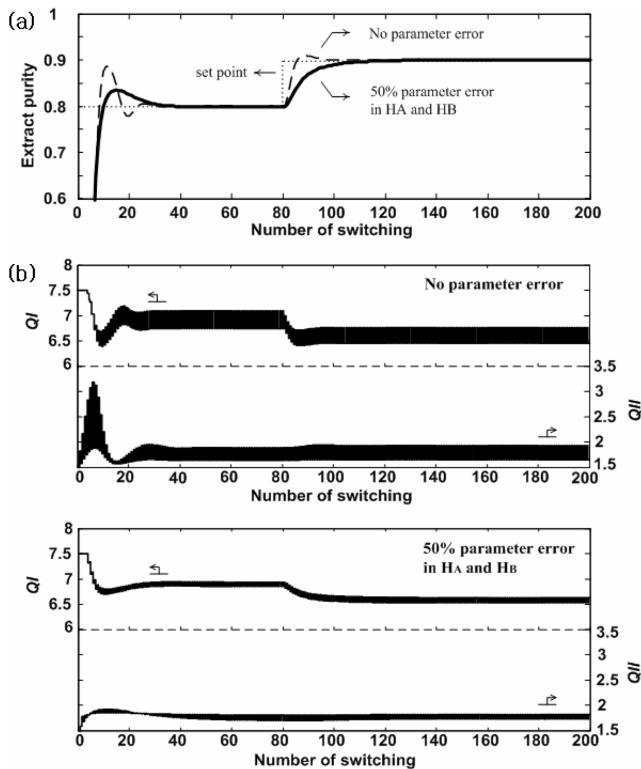 (a)
No parameter error
set point
50% parameter error
in HA and HB
Extract purity
1
0.9
0.8
0.7
0.6
0 20 40 60 80 100 120 140 160 180 200
Number of switching
(b)
No parameter error
QI
8
7.5
7
6.5
6
3.5
3
2.5
2
1.5
QII
0 20 40 60 80 100 120 140 160 180 200
Number of switching
50% parameter error
in HA and HB
QI
8
7.5
7
6.5
6
3.5
3
2.5
2
1.5
QII
0 20 40 60 80 100 120 140 160 180 200
Number of switching